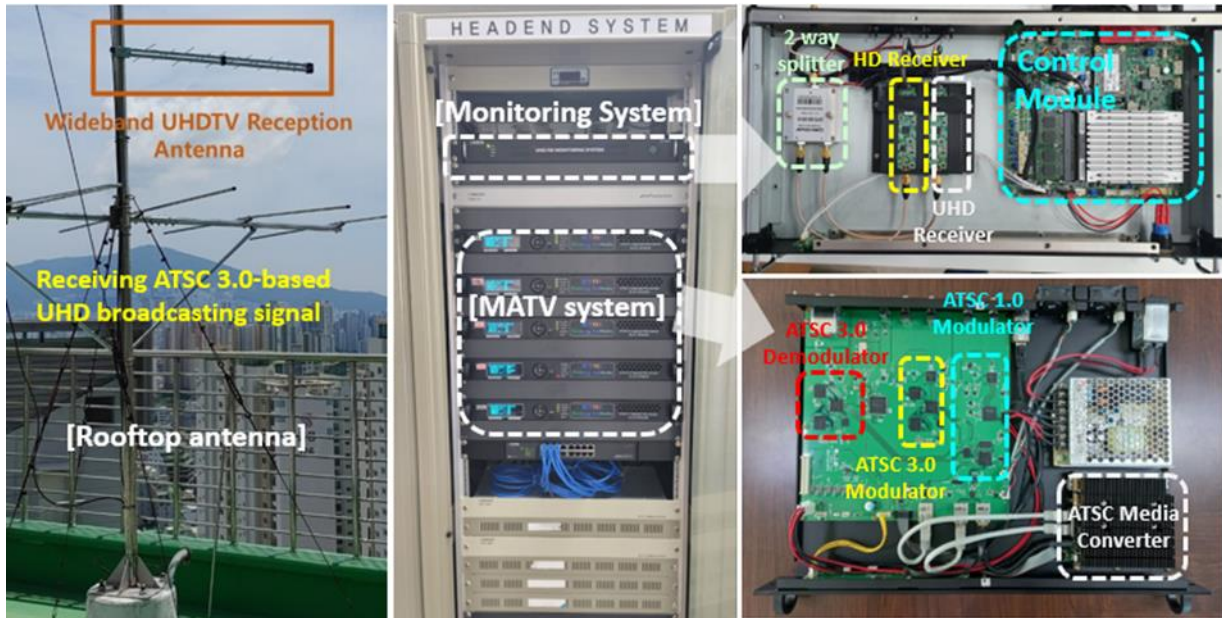 Wideband UHDTV Reception
Antenna
Receiving ATSC 3.0-based
UHD broadcasting signal
[Rooftop antenna]
HEADEND SYSTEM
[Monitoring System]
[MATV system]
2 way
splitter
HD Receiver
Control
Module
UHD
Receiver
ATSC 3.0
Demodulator
ATSC 1.0
Modulator
ATSC 3.0
Modulator
ATSC Media
Converter